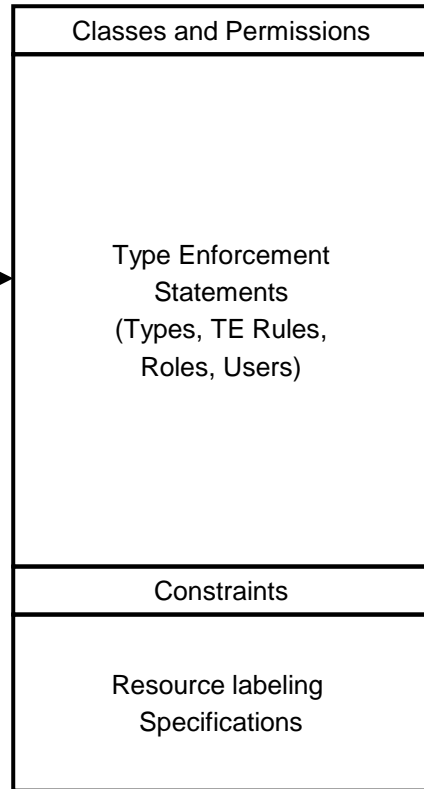 Classes and Permissions
Type Enforcement
Statements
(Types, TE Rules,
Roles, Users)
Constraints
Resource labeling
Specifications